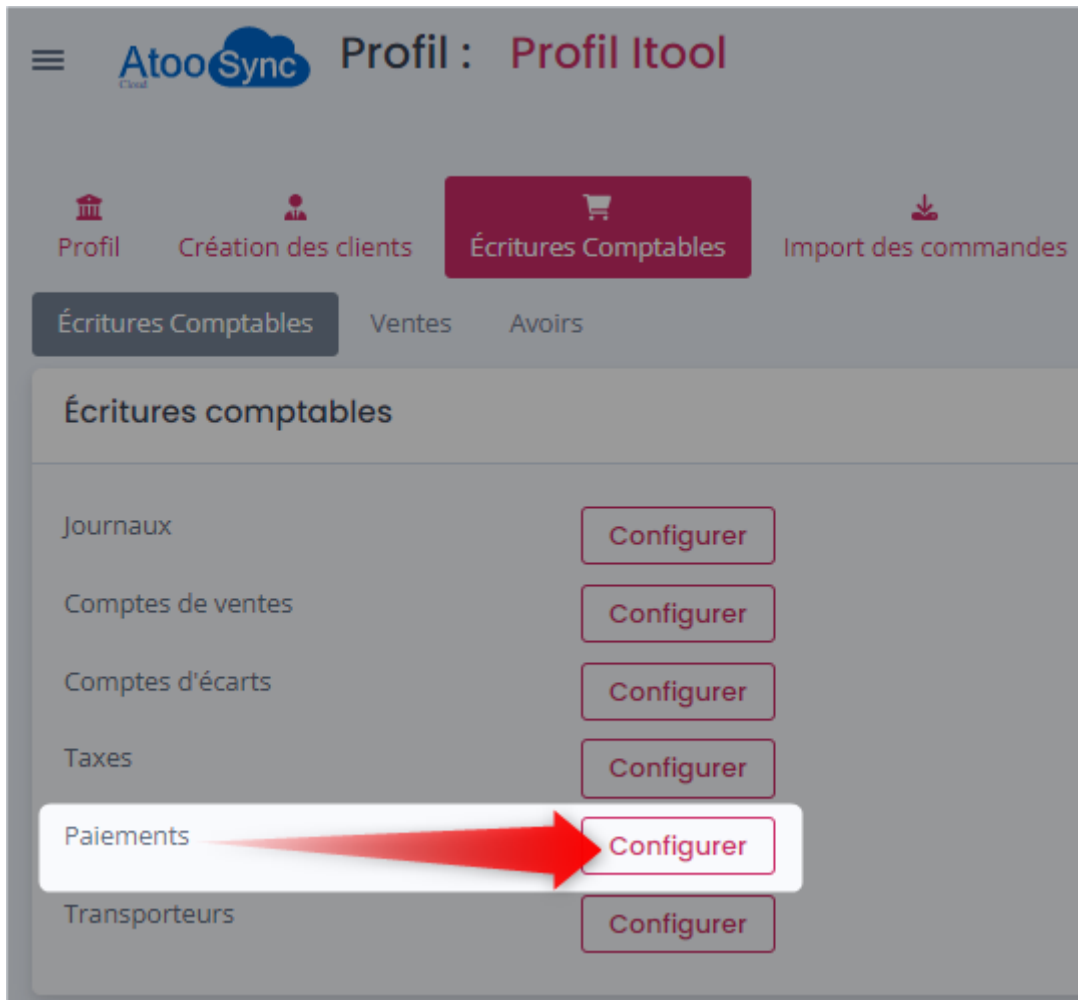 AtooSync Profil : Profil Itool
Cloud
Profil Création des clients Écritures Comptables Import des commandes
Écritures Comptables Ventes Avoirs
Écritures comptables
Journaux Configurer
Comptes de ventes Configurer
Comptes d'écarts Configurer
Taxes Configurer
Paiements Configurer
Transporteurs Configurer